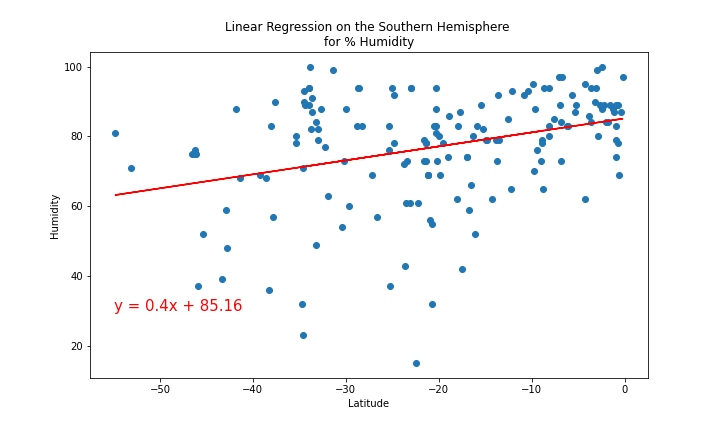 Linear Regression on the Southern Hemisphere
for % Humidity
Humidity
100
80
60
40
20
y = 0.4x + 85.16
−50
−40
−30
−20
−10
0
Latitude